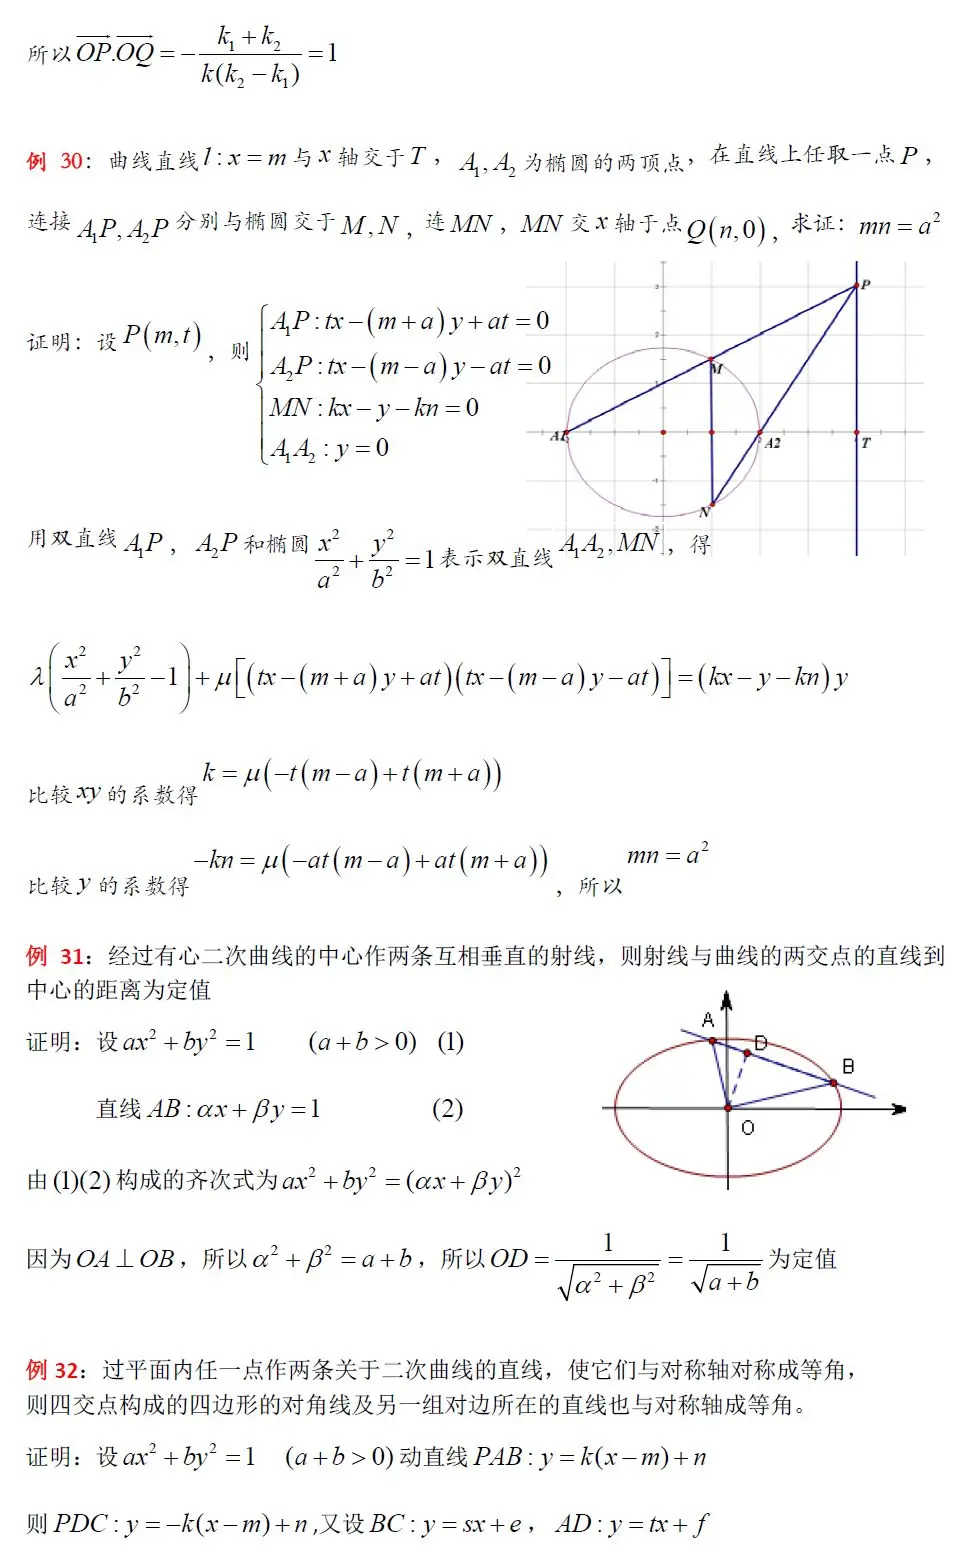 所以 $\overrightarrow{OP}.\overrightarrow{OQ}=-\frac{k_1+k_2}{k(k_2-k_1)}=1$
例 30：曲线直线 $l:x=m$ 与 $x$ 轴交于 $T$，$A_1,A_2$ 为椭圆的两顶点，在直线上任取一点 $P$，
连接 $A_1P,A_2P$ 分别与椭圆交于 $M,N$，连 $MN$，$MN$ 交 $x$ 轴于点 $Q(n,0)$，求证：$mn=a^2$
证明：设 $P(m,t)$，则 $\begin{cases}A_1P:tx-(m+a)y+at=0\\A_2P:tx-(m-a)y-at=0\\MN:kx-y-kn=0\\A_1A_2:y=0\end{cases}$
3
2
1
-1
-2
P
M
A1
A2
T
N
用双直线 $A_1P$，$A_2P$ 和椭圆 $\frac{x^2}{a^2}+\frac{y^2}{b^2}=1$ 表示双直线 $A_1A_2,MN$，得
$\lambda\left(\frac{x^2}{a^2}+\frac{y^2}{b^2}-1\right)+\mu\left[(tx-(m+a)y+at)(tx-(m-a)y-at)\right]=(kx-y-kn)y$
比较 $xy$ 的系数得 $k=\mu(-t(m-a)+t(m+a))$
比较 $y$ 的系数得 $-kn=\mu(-at(m-a)+at(m+a))$，所以 $mn=a^2$
例 31：经过有心二次曲线的中心作两条互相垂直的射线，则射线与曲线的两交点的直线到
中心的距离为定值
证明：设 $ax^2+by^2=1$ $(a+b>0)$ (1)
直线 $AB:\alpha x+\beta y=1$ (2)
A
D
B
O
由(1)(2)构成的齐次式为 $ax^2+by^2=(\alpha x+\beta y)^2$
因为 $OA\perp OB$，所以 $\alpha^2+\beta^2=a+b$，所以 $OD=\frac{1}{\sqrt{\alpha^2+\beta^2}}=\frac{1}{\sqrt{a+b}}$ 为定值
例 32：过平面内任一点作两条关于二次曲线的直线，使它们与对称轴对称成等角，
则四交点构成的四边形的对角线及另一组对边所在的直线也与对称轴成等角。
证明：设 $ax^2+by^2=1$ $(a+b>0)$ 动直线 $PAB:y=k(x-m)+n$
则 $PDC:y=-k(x-m)+n$ ,又设 $BC:y=sx+e$，$AD:y=tx+f$